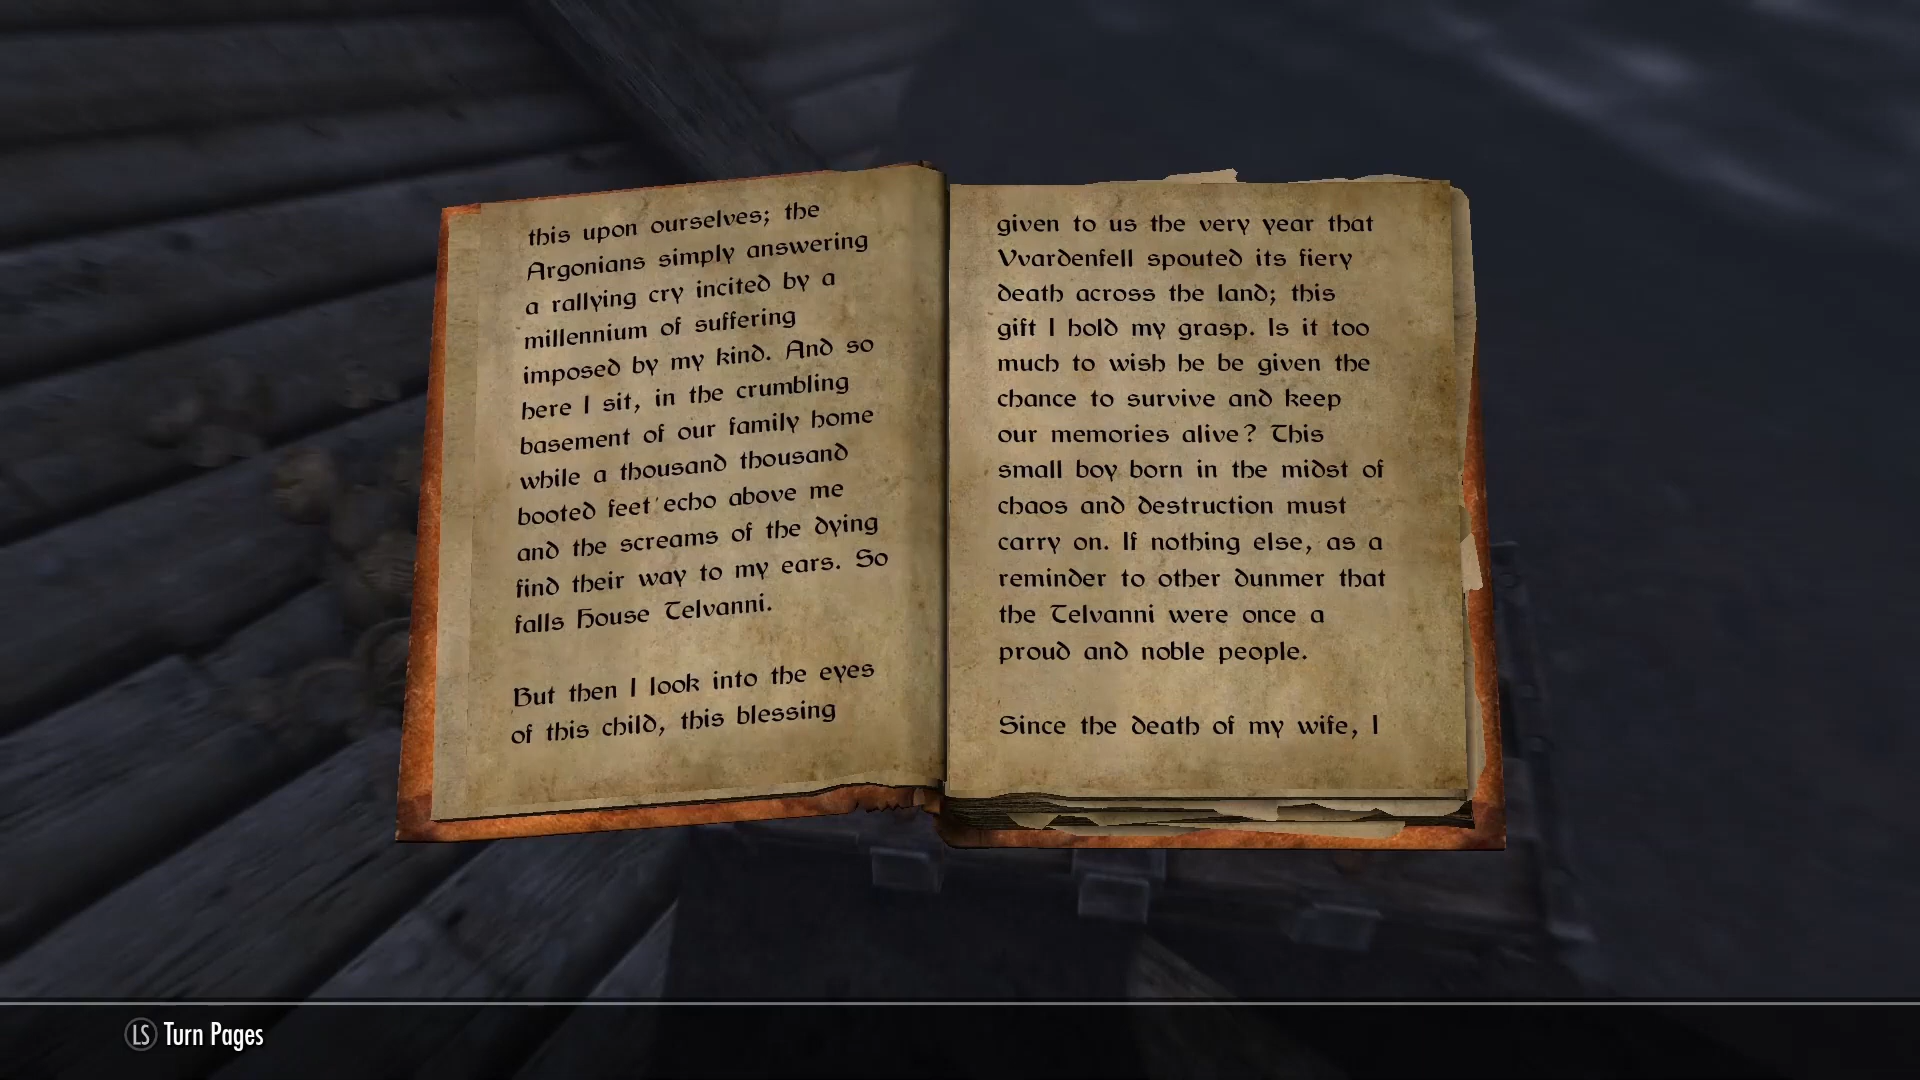 this upon ourselves; the
Argonians simply answering
a rallying cry incited by a
millennium of suffering
imposed by my kind. And so
here I sit, in the crumbling
basement of our family home
while a thousand thousand
booted feet echo above me
and the screams of the dying
find their way to my ears. So
falls House Telvanni.
But then I look into the eyes
of this child, this blessing
given to us the very year that
Vvardenfell spouted its fiery
death across the land; this
gift I hold my grasp. Is it too
much to wish he be given the
chance to survive and keep
our memories alive? This
small boy born in the midst of
chaos and destruction must
carry on. If nothing else, as a
reminder to other dunmer that
the Telvanni were once a
proud and noble people.
Since the death of my wife, I
LS Turn Pages